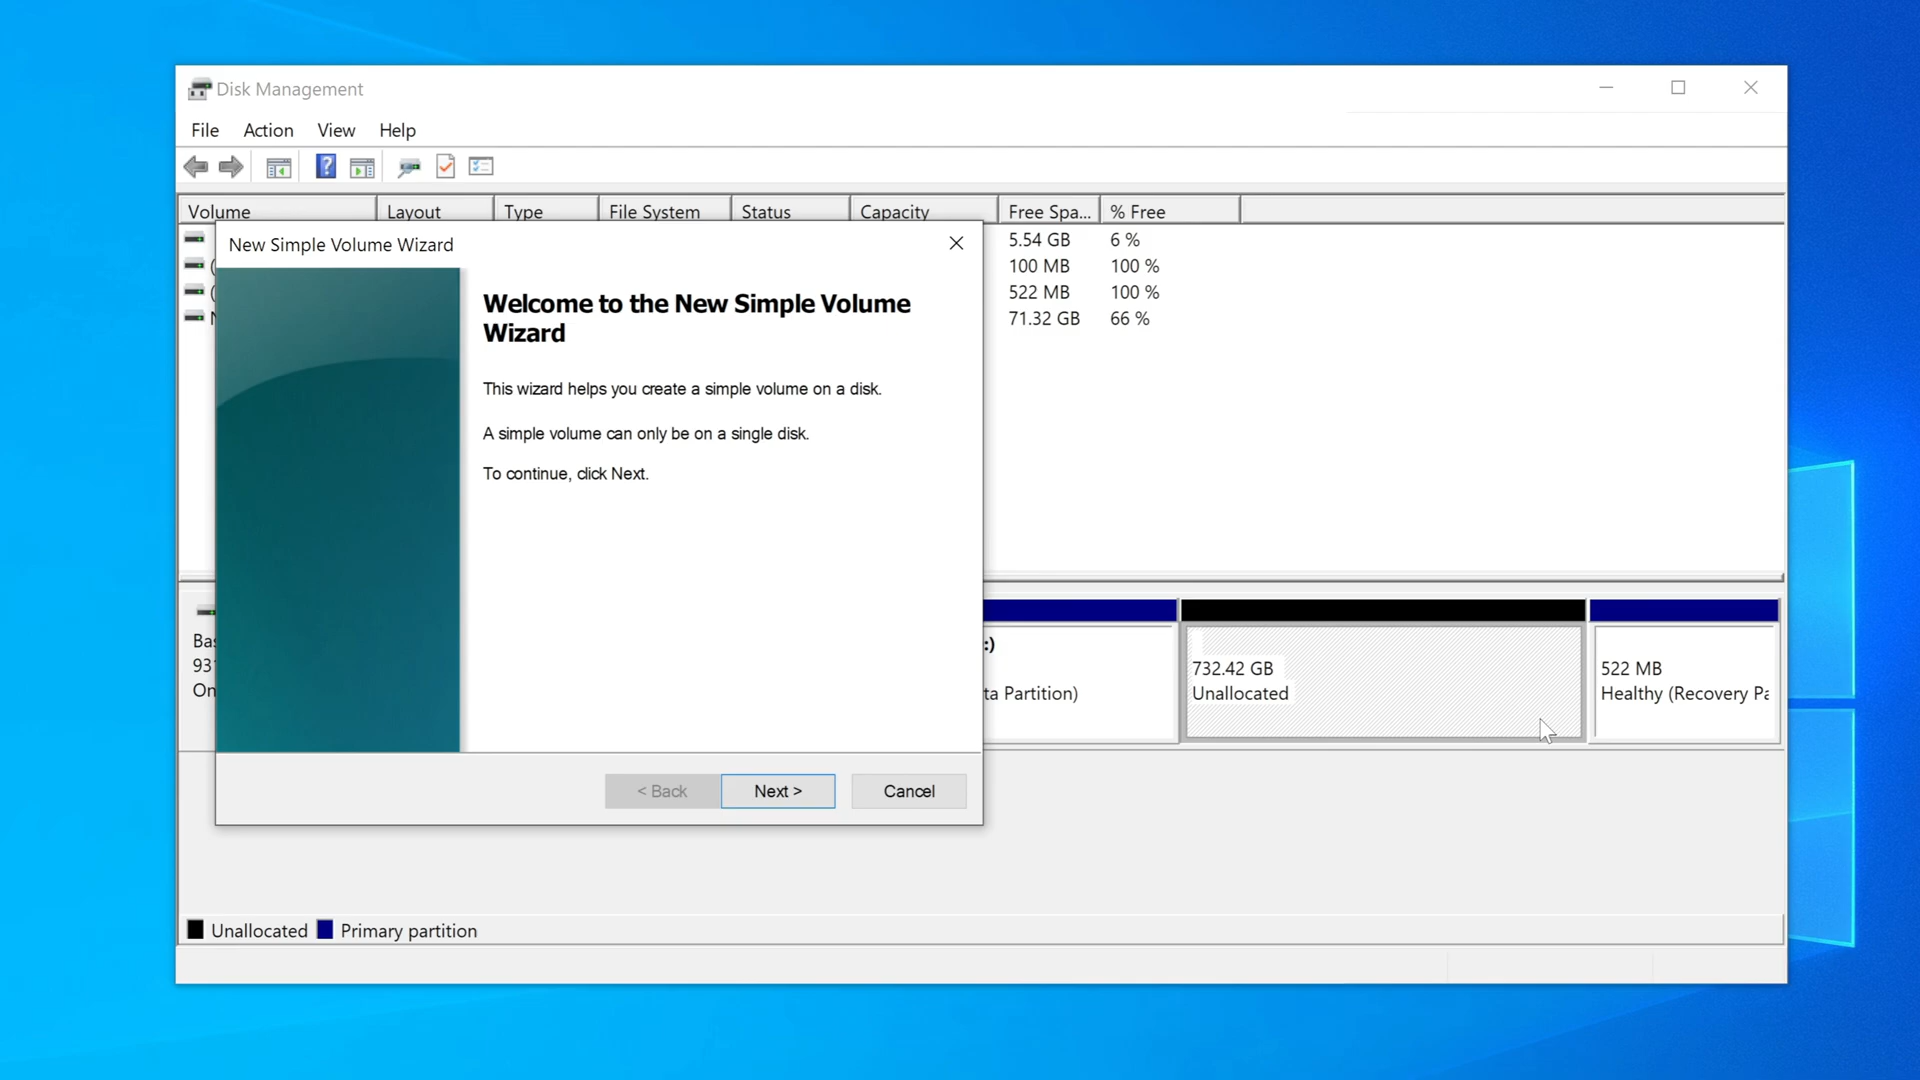 Disk Management
File Action View Help
Volume Layout Type File System Status Capacity Free Spa... % Free
New Simple Volume Wizard
5.54 GB 6 %
100 MB 100 %
522 MB 100 %
71.32 GB 66 %
Welcome to the New Simple Volume
Wizard
This wizard helps you create a simple volume on a disk.
A simple volume can only be on a single disk.
To continue, click Next.
< Back Next > Cancel
Bas
931
On
:)
ta Partition)
732.42 GB
Unallocated
522 MB
Healthy (Recovery Pa
Unallocated Primary partition